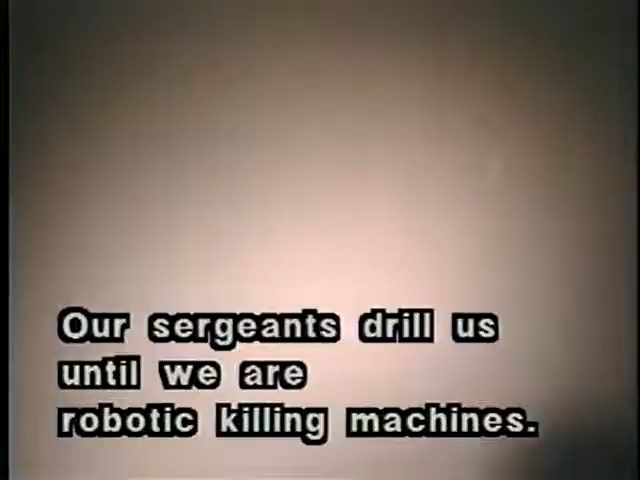 Our sergeants drill us
until we are
robotic killing machines.